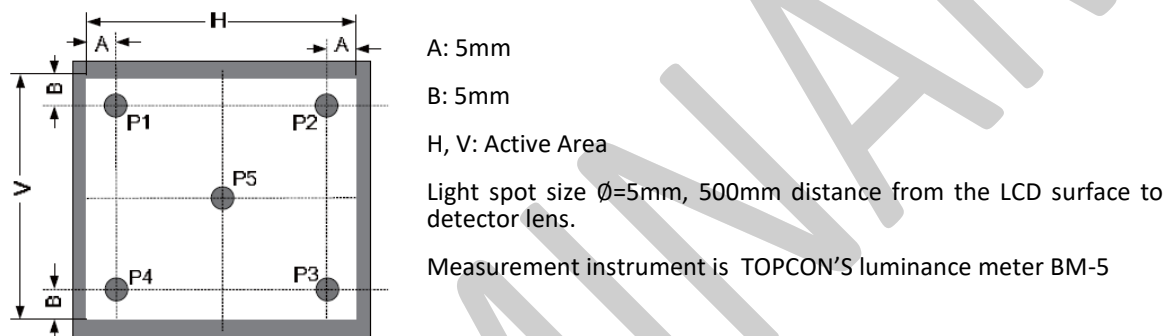 H
A
A
B
P1
P2
V
P5
P4
P3
B
A: 5mm
B: 5mm
H, V: Active Area
Light spot size Ø=5mm, 500mm distance from the LCD surface to
detector lens.
Measurement instrument is TOPCON'S luminance meter BM-5